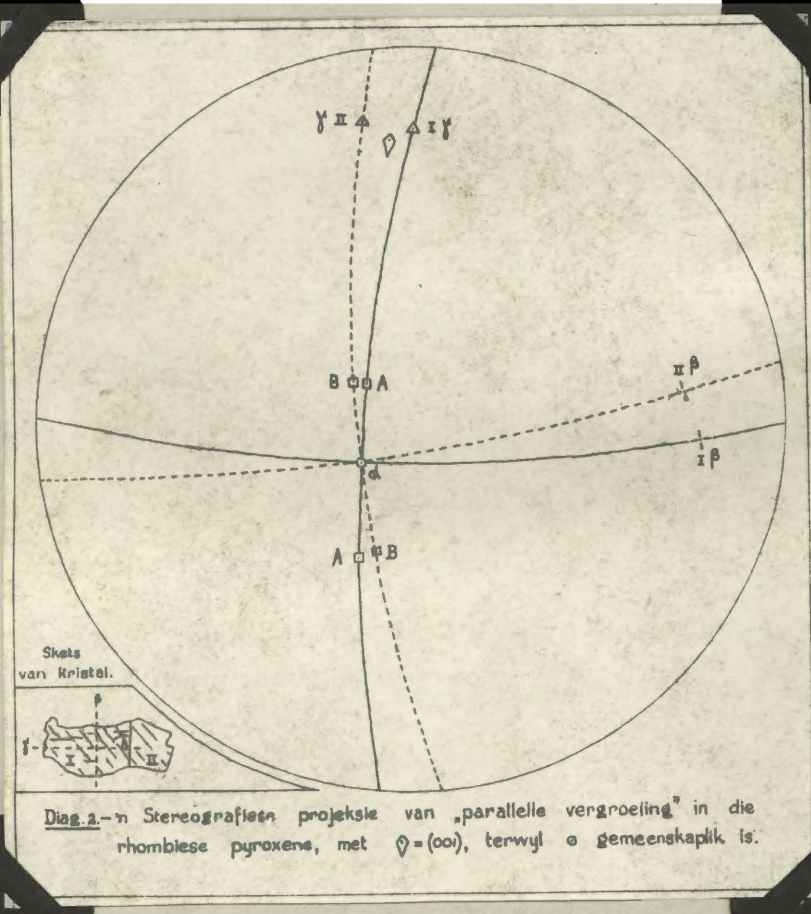 γ II
I γ
II β
B A
I β
α
A B
Skets
van Kristal.
β
γ
I II
Diag.2.-'n Stereografiese projeksie van „parallelle vergroeiing" in die
rhombiese pyroxene, met ◊=(001), terwyl ⊙ gemeenskaplik is.